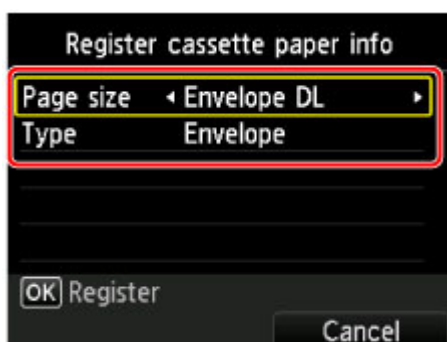 Register cassette paper info
Page size Envelope DL
Type Envelope
OK Register
Cancel